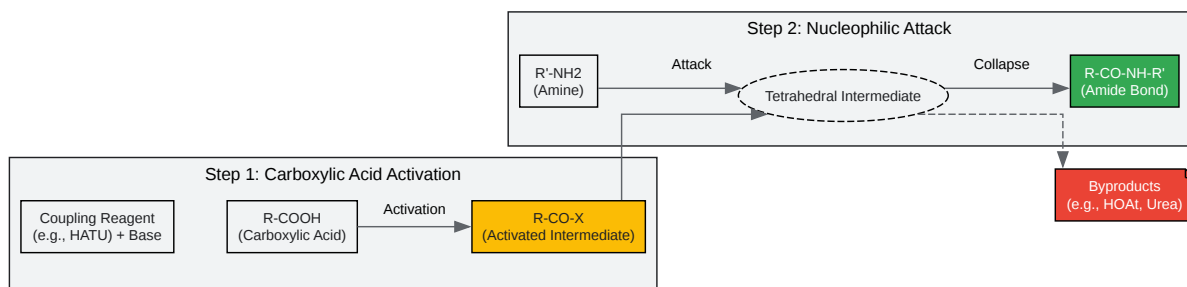 Step 2: Nucleophilic Attack
R'-NH2
(Amine)
Attack
Tetrahedral Intermediate
Collapse
R-CO-NH-R'
(Amide Bond)
Byproducts
(e.g., HOAt, Urea)
Step 1: Carboxylic Acid Activation
Coupling Reagent
(e.g., HATU) + Base
R-COOH
(Carboxylic Acid)
Activation
R-CO-X
(Activated Intermediate)